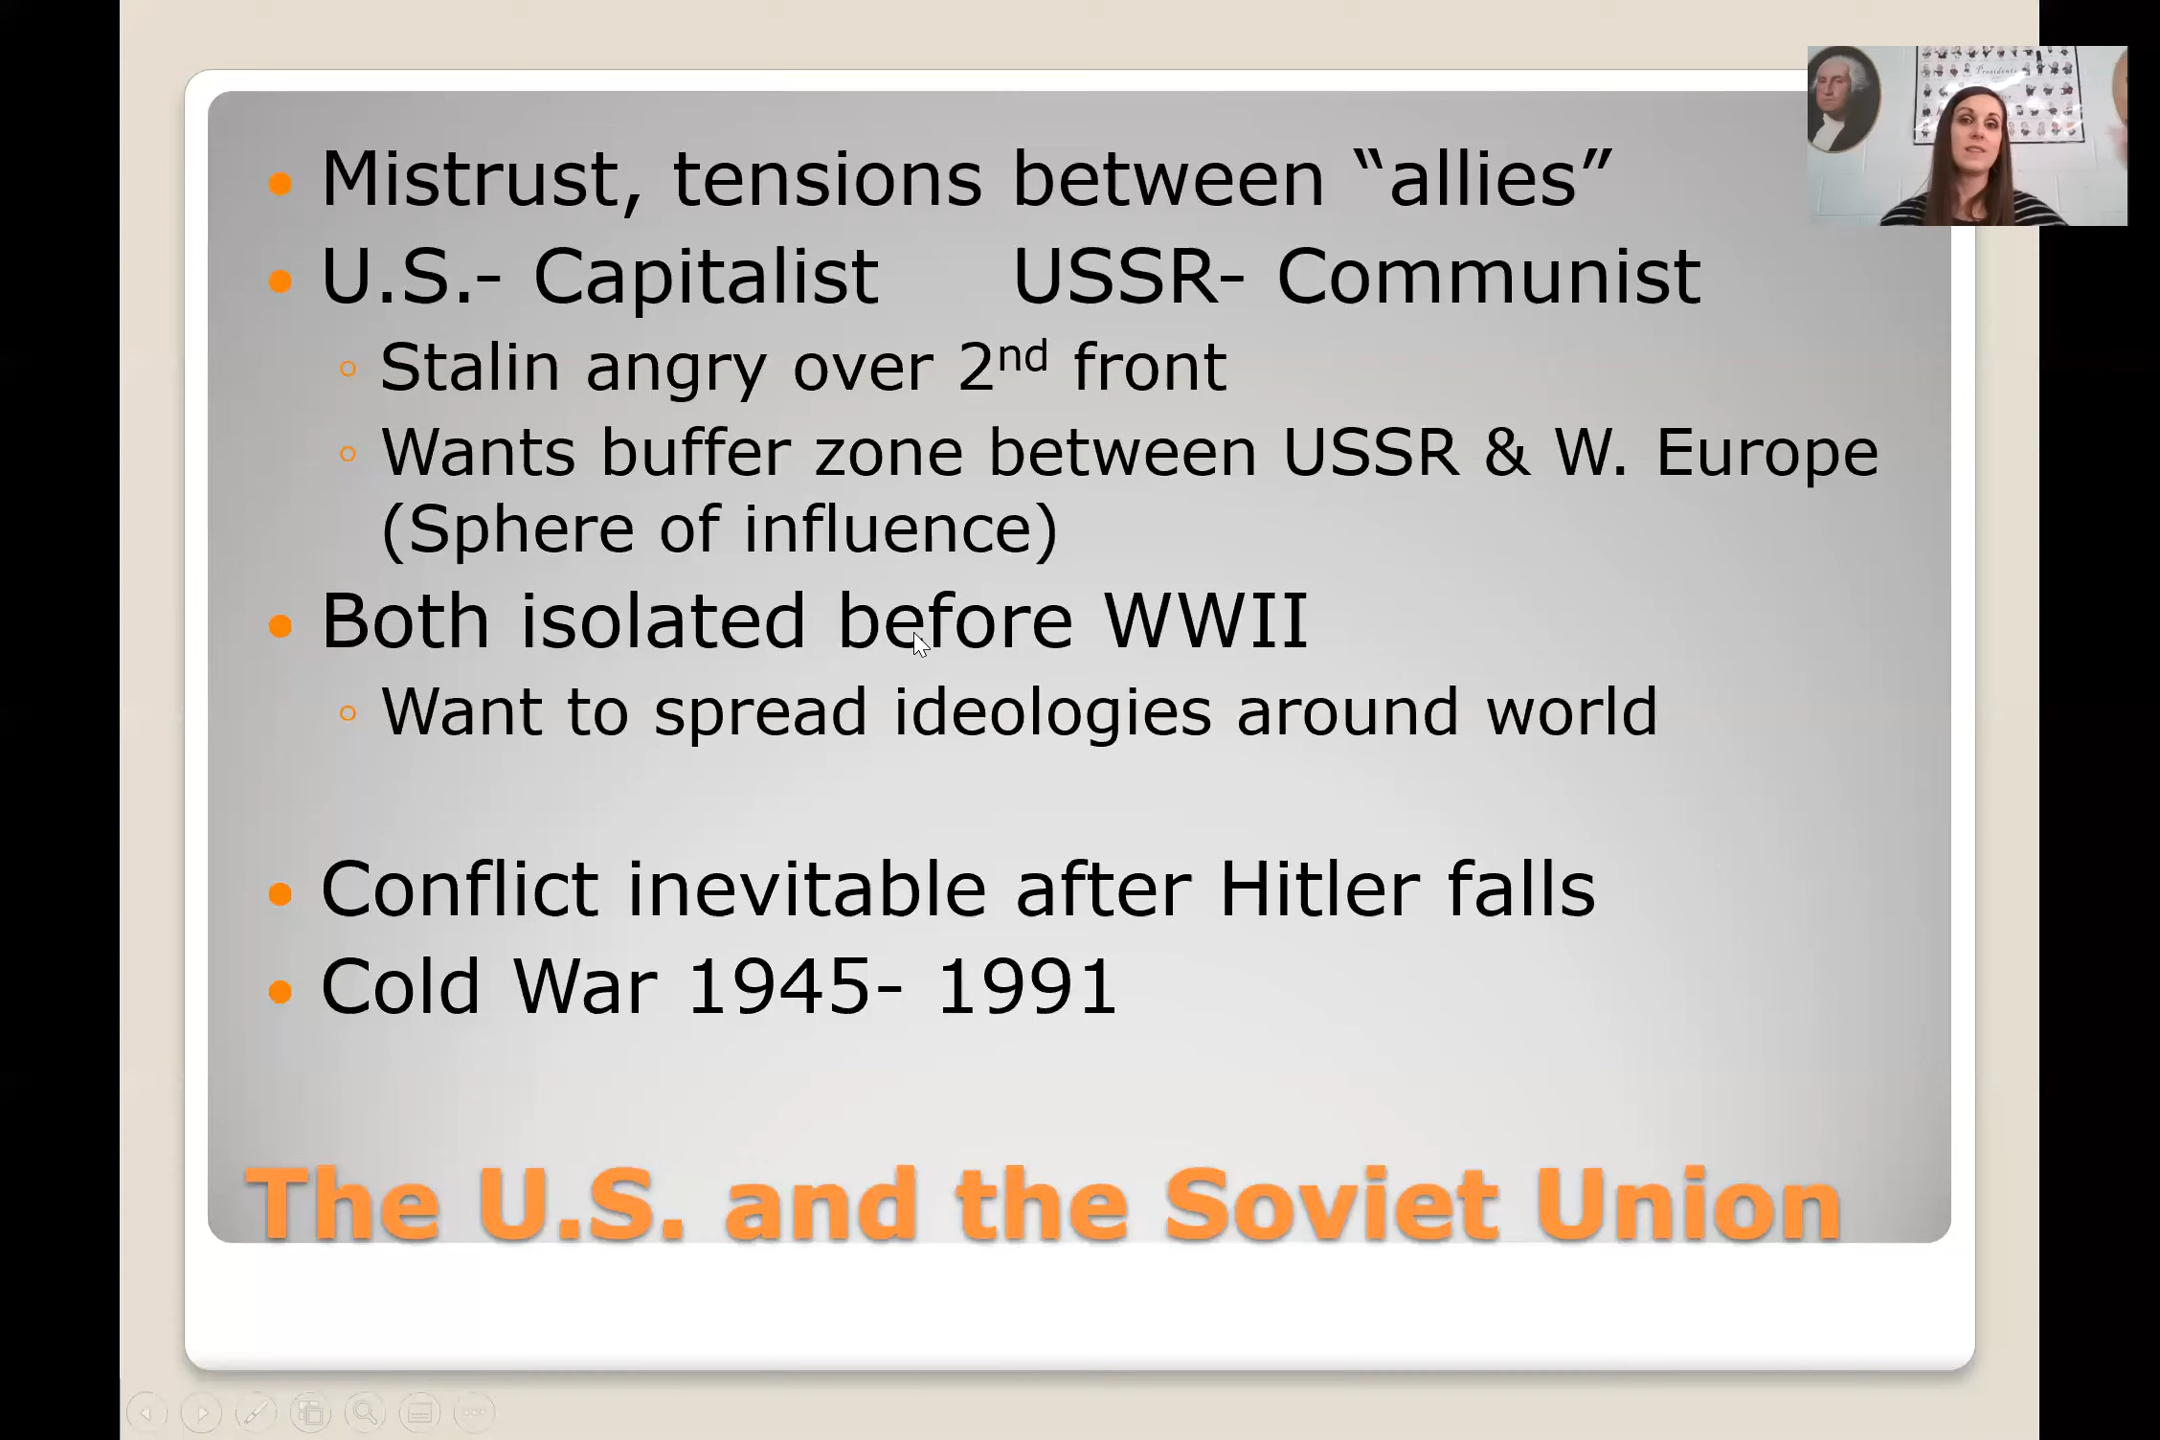 Mistrust, tensions between “allies”
U.S.- Capitalist USSR- Communist
Stalin angry over 2nd front
Wants buffer zone between USSR & W. Europe
(Sphere of influence)
Both isolated before WWII
Want to spread ideologies around world
Conflict inevitable after Hitler falls
Cold War 1945- 1991
The U.S. and the Soviet Union
Presidents